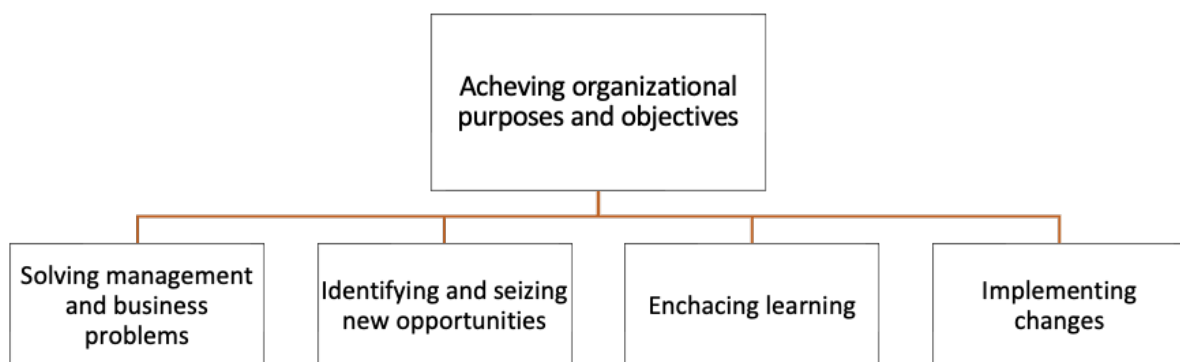 Acheving organizational
purposes and objectives
Solving management
and business
problems
Identifying and seizing
new opportunities
Enchacing learning
Implementing
changes